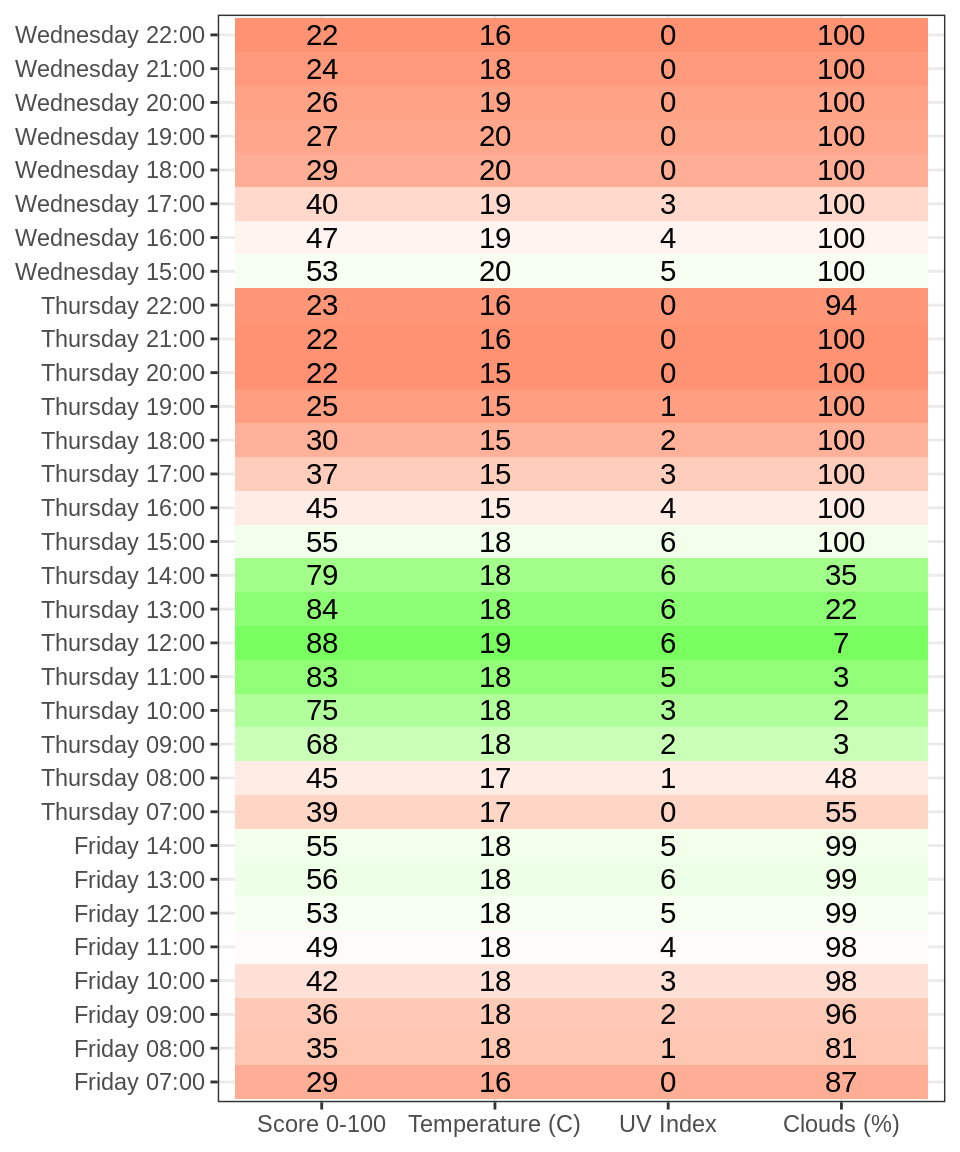 Wednesday 22:00 22 16 0 100
Wednesday 21:00 24 18 0 100
Wednesday 20:00 26 19 0 100
Wednesday 19:00 27 20 0 100
Wednesday 18:00 29 20 0 100
Wednesday 17:00 40 19 3 100
Wednesday 16:00 47 19 4 100
Wednesday 15:00 53 20 5 100
Thursday 22:00 23 16 0 94
Thursday 21:00 22 16 0 100
Thursday 20:00 22 15 0 100
Thursday 19:00 25 15 1 100
Thursday 18:00 30 15 2 100
Thursday 17:00 37 15 3 100
Thursday 16:00 45 15 4 100
Thursday 15:00 55 18 6 100
Thursday 14:00 79 18 6 35
Thursday 13:00 84 18 6 22
Thursday 12:00 88 19 6 7
Thursday 11:00 83 18 5 3
Thursday 10:00 75 18 3 2
Thursday 09:00 68 18 2 3
Thursday 08:00 45 17 1 48
Thursday 07:00 39 17 0 55
Friday 14:00 55 18 5 99
Friday 13:00 56 18 6 99
Friday 12:00 53 18 5 99
Friday 11:00 49 18 4 98
Friday 10:00 42 18 3 98
Friday 09:00 36 18 2 96
Friday 08:00 35 18 1 81
Friday 07:00 29 16 0 87
Score 0-100 Temperature (C) UV Index Clouds (%)